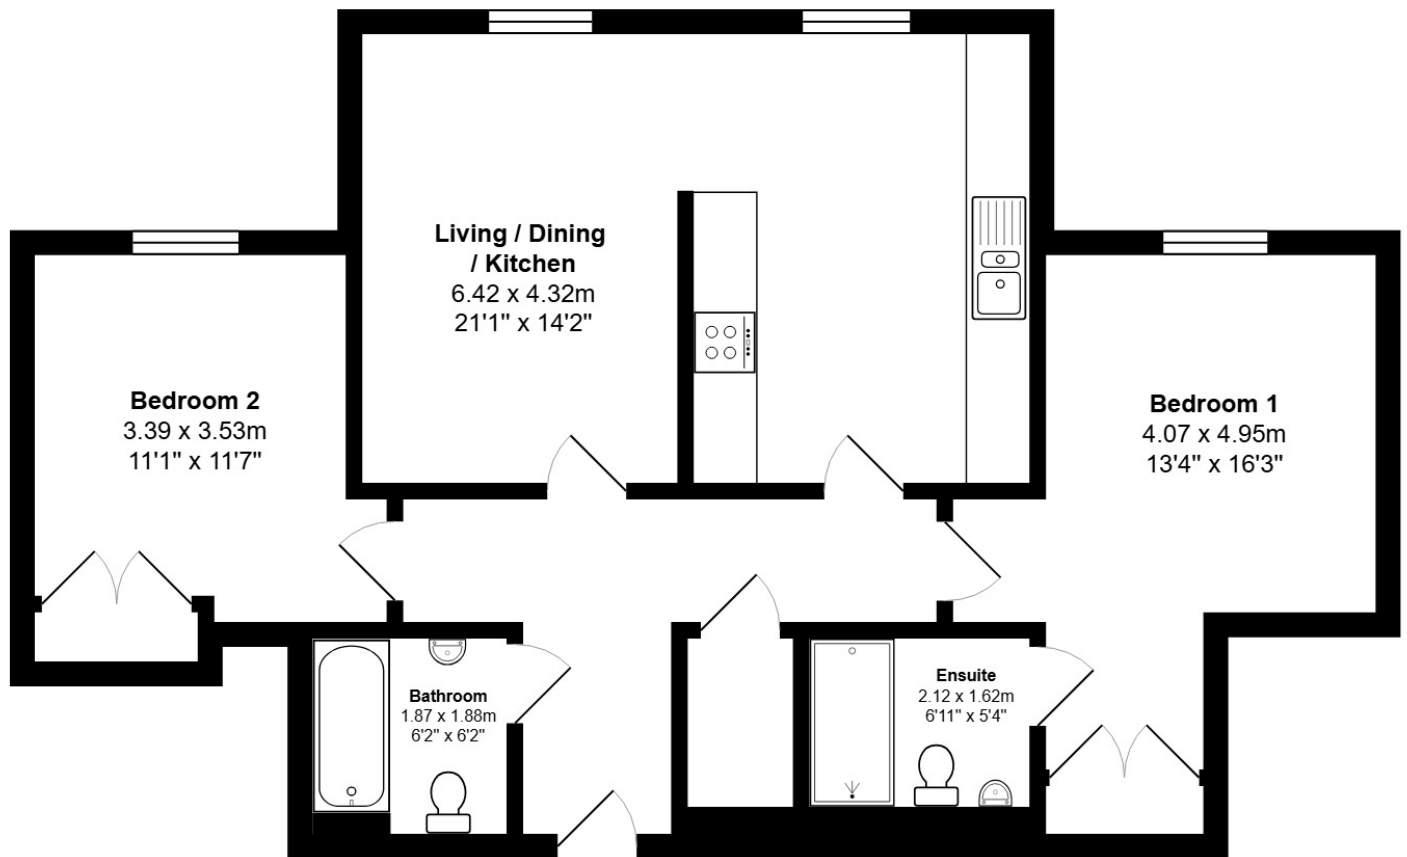 Living / Dining
/ Kitchen
6.42 x 4.32m
21'1" x 14'2"
Bedroom 2
3.39 x 3.53m
11'1" x 11'7"
Bedroom 1
4.07 x 4.95m
13'4" x 16'3"
Bathroom
1.87 x 1.88m
6'2" x 6'2"
Ensuite
2.12 x 1.62m
6'11" x 5'4"